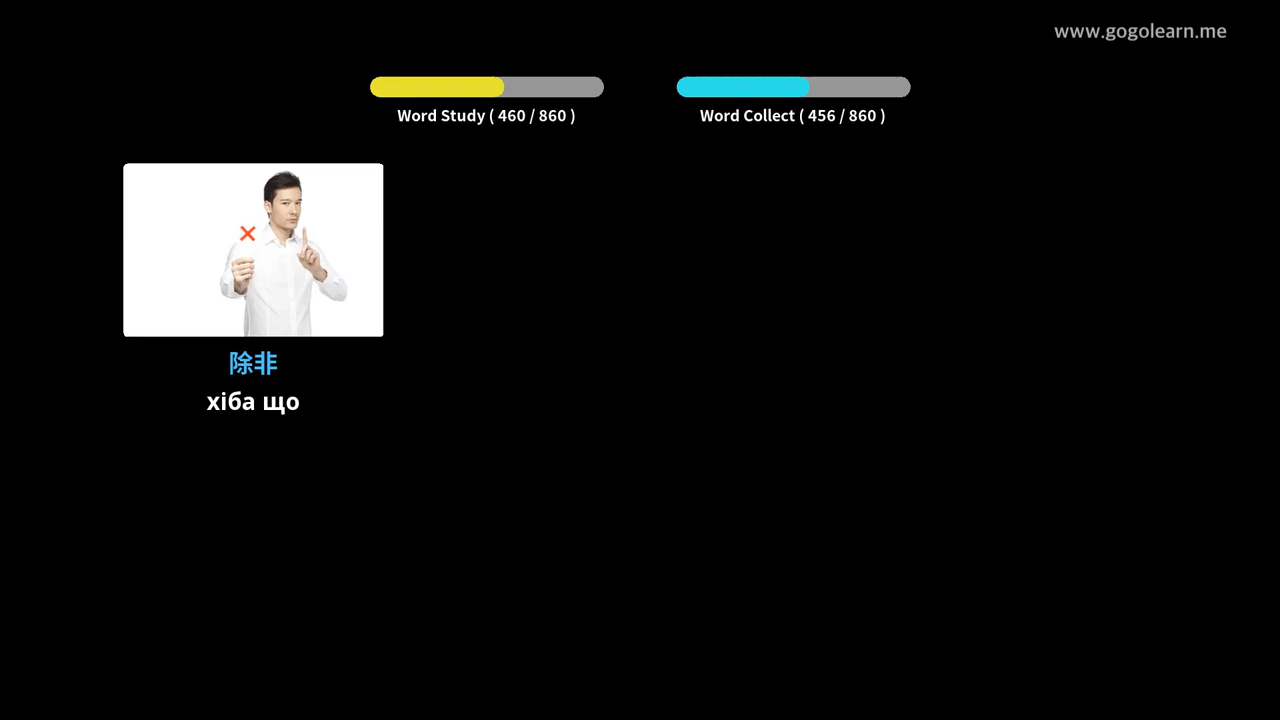 www.gogolearn.me
Word Study ( 460 / 860 )
Word Collect ( 456 / 860 )
除非
хіба що